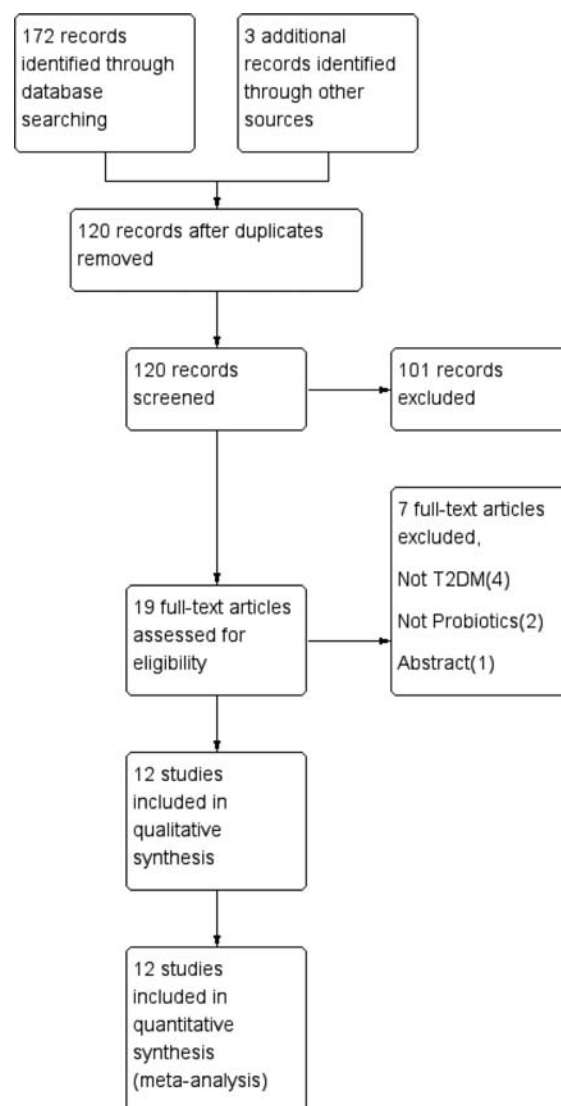 172 records
identified through
database
searching
3 additional
records identified
through other
sources
120 records after duplicates
removed
120 records
screened
101 records
excluded
7 full-text articles
excluded,
Not T2DM(4)
Not Probiotics(2)
Abstract(1)
19 full-text articles
assessed for
eligibility
12 studies
included in
qualitative
synthesis
12 studies
included in
quantitative
synthesis
(meta-analysis)